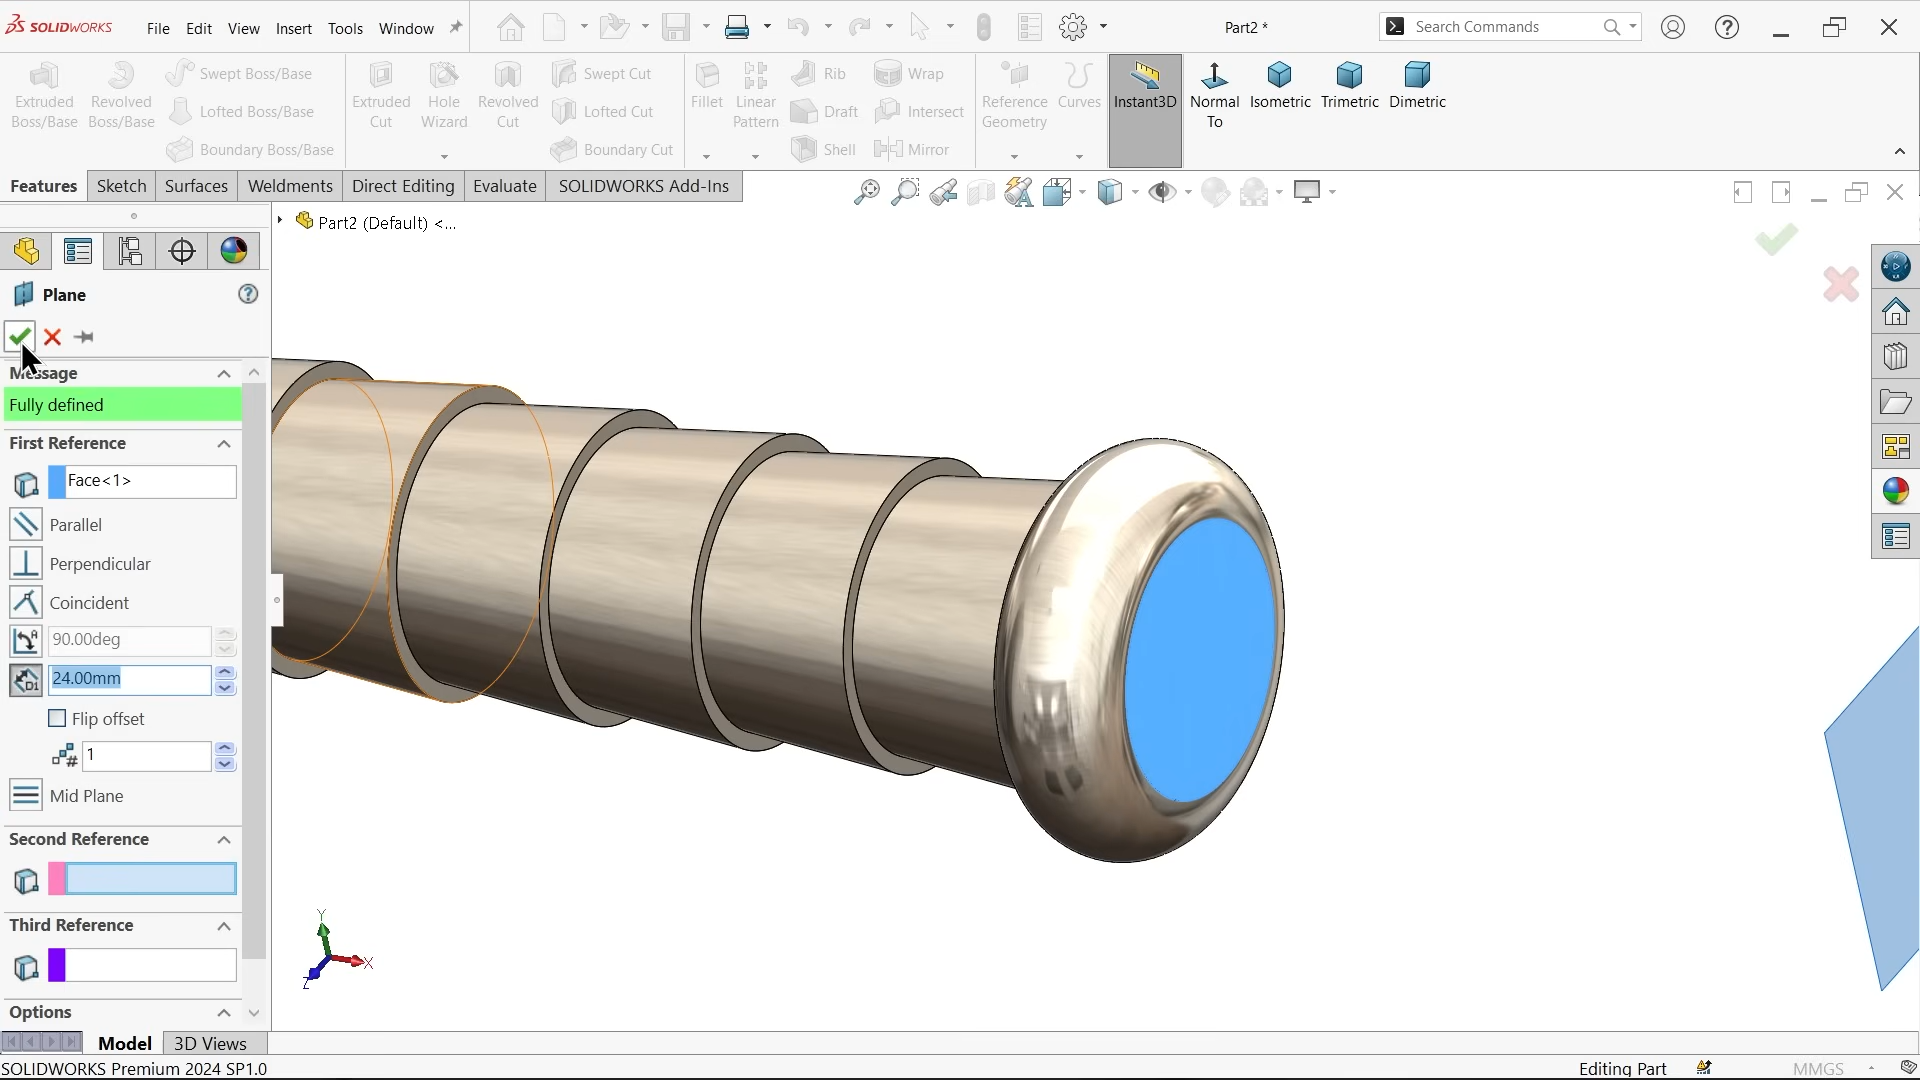 SOLIDWORKS File Edit View Insert Tools Window Part2 * Search Commands
Extruded Boss/Base
Revolved Boss/Base
Swept Boss/Base
Lofted Boss/Base
Boundary Boss/Base
Extruded Cut
Hole Wizard
Revolved Cut
Swept Cut
Lofted Cut
Boundary Cut
Fillet
Linear Pattern
Rib
Draft
Shell
Wrap
Intersect
Mirror
Reference Geometry
Curves
Instant3D
Normal To
Isometric
Trimetric
Dimetric
Features Sketch Surfaces Weldments Direct Editing Evaluate SOLIDWORKS Add-Ins
Part2 (Default) <...
Plane
Message
Fully defined
First Reference
Face<1>
Parallel
Perpendicular
Coincident
90.00deg
24.00mm
Flip offset
1
Mid Plane
Second Reference
Third Reference
Options
Y
X
Z
Model 3D Views
SOLIDWORKS Premium 2024 SP1.0 Editing Part MMGS